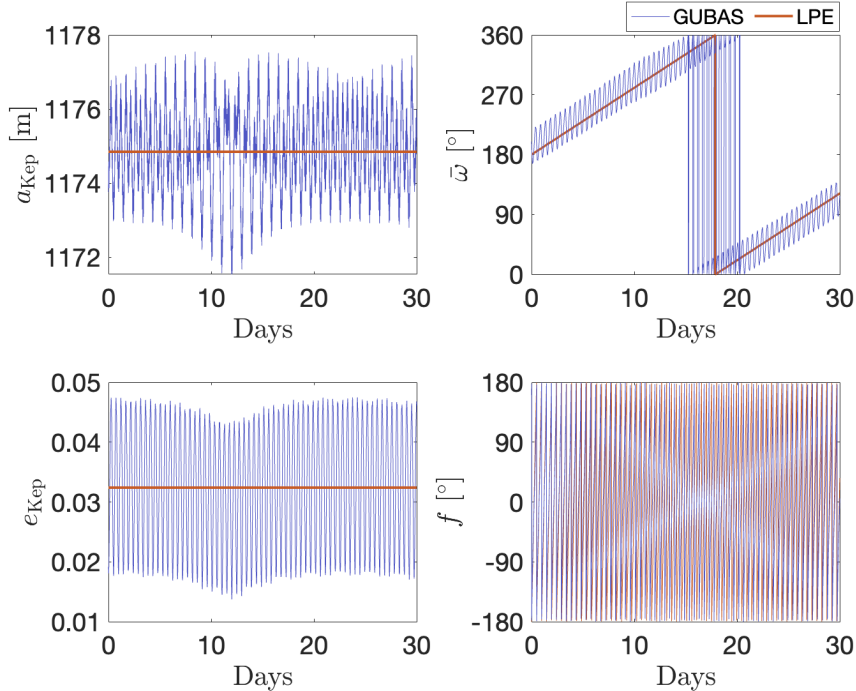 GUBAS LPE
1178
1176
1174
1172
a_Kep [m]
0 10 20 30
Days
360
270
180
90
0
ω̄ [°]
0 10 20 30
Days
0.05
0.04
0.03
0.02
0.01
e_Kep
0 10 20 30
Days
180
90
0
-90
-180
f [°]
0 10 20 30
Days